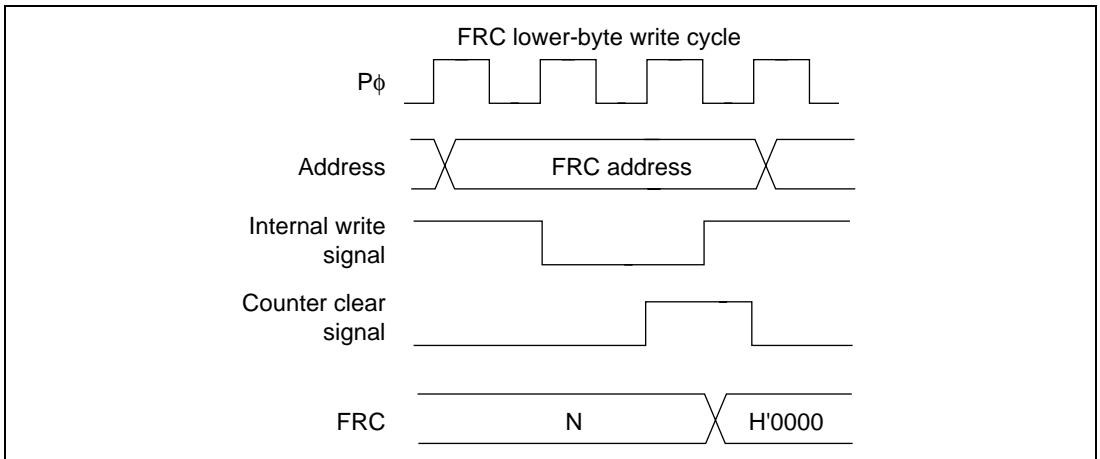 FRC lower-byte write cycle
Pϕ
Address
FRC address
Internal write
signal
Counter clear
signal
FRC
N
H'0000